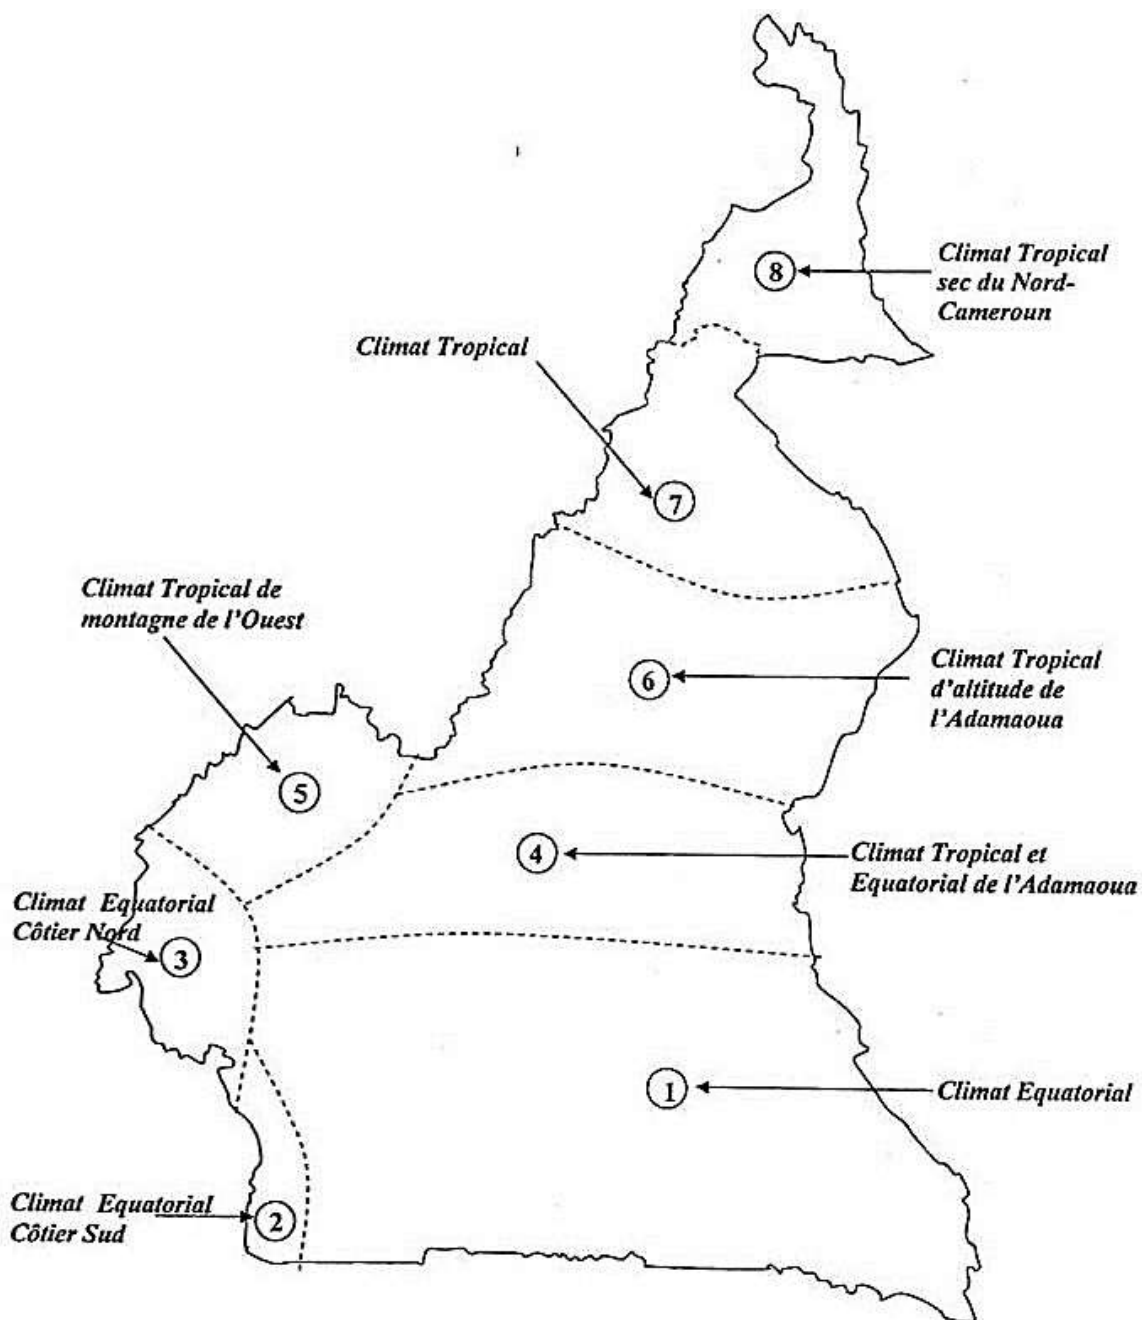 8
Climat Tropical
sec du Nord-
Cameroun
Climat Tropical
7
Climat Tropical de
montagne de l'Ouest
6
Climat Tropical
d'altitude de
l'Adamaoua
5
4
Climat Tropical et
Equatorial de l'Adamaoua
Climat Equatorial
Côtier Nord
3
1
Climat Equatorial
Climat Equatorial
Côtier Sud
2